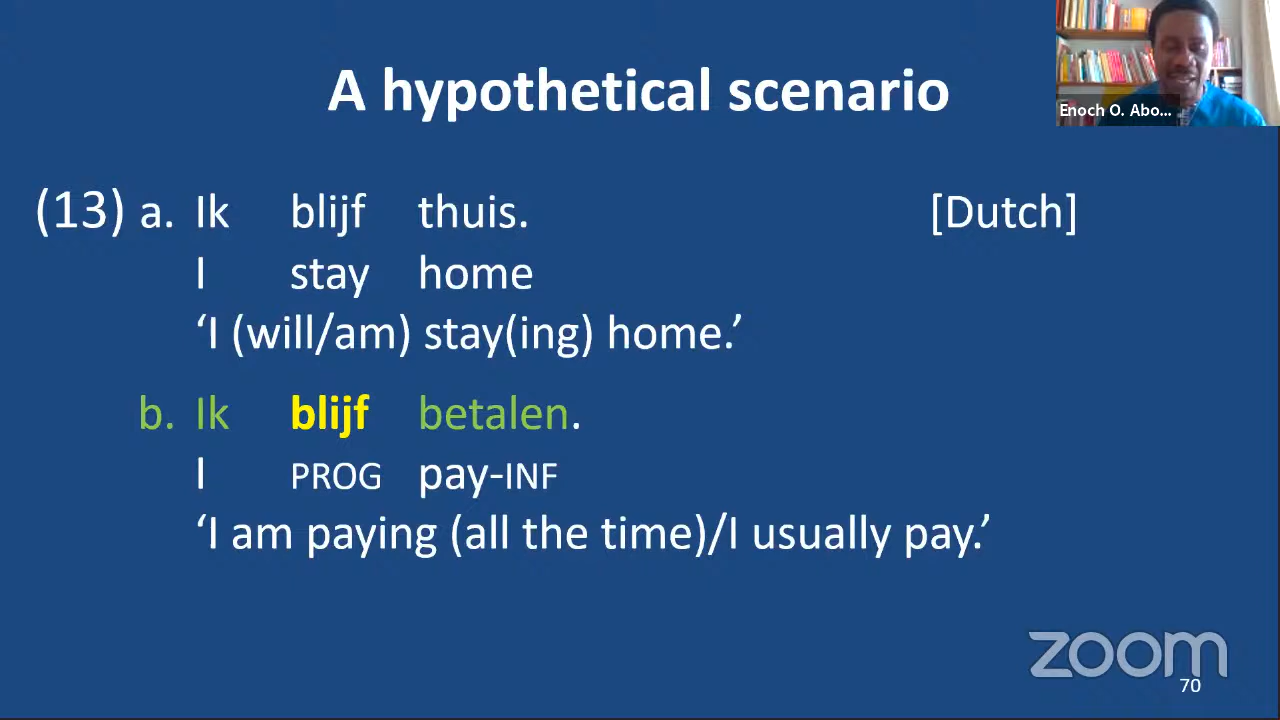 A hypothetical scenario
Enoch O. Abo...
(13) a. Ik blijf thuis. [Dutch]
I stay home
‘I (will/am) stay(ing) home.’
b. Ik blijf betalen.
I PROG pay-INF
‘I am paying (all the time)/I usually pay.’
zoom
70